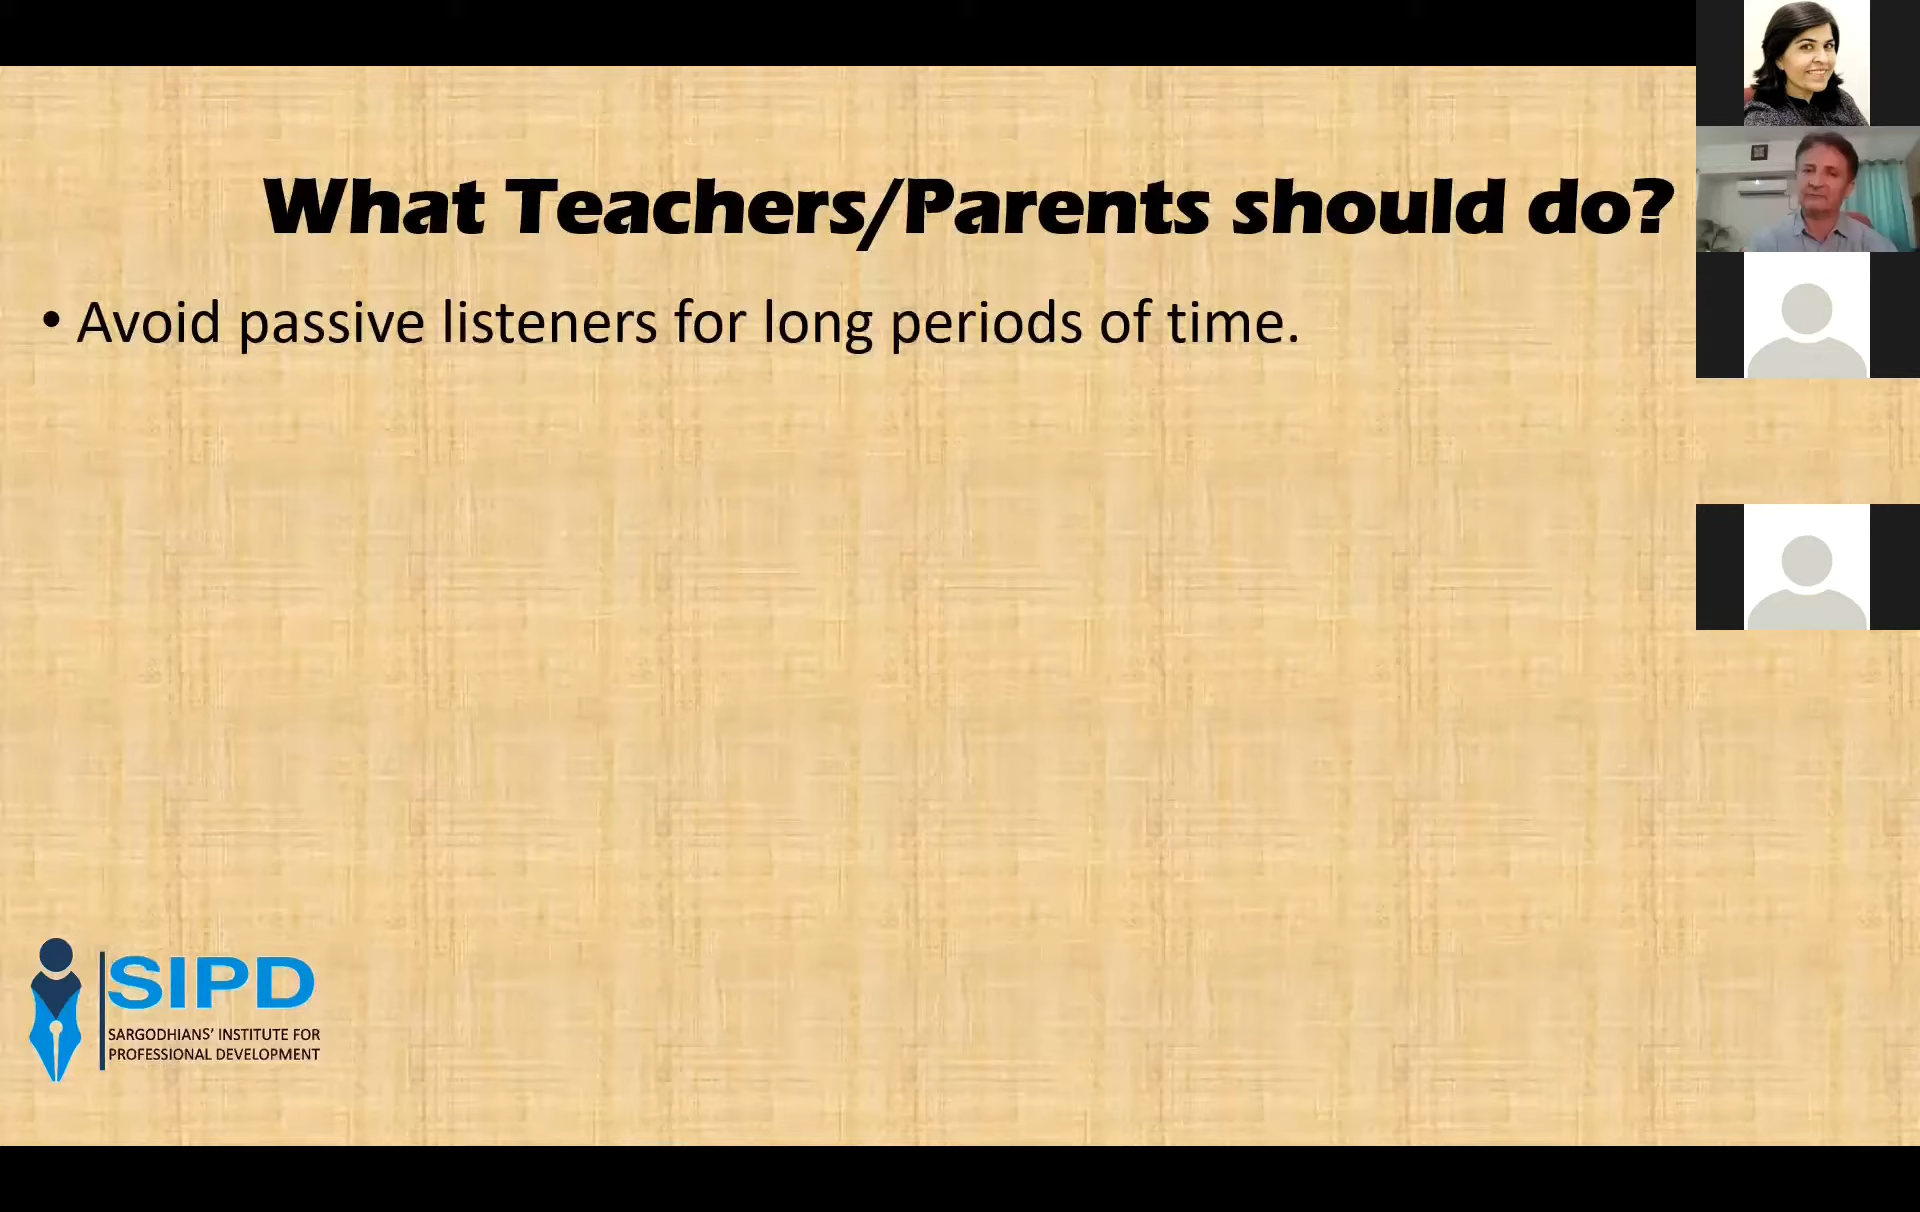 What Teachers/Parents should do?
• Avoid passive listeners for long periods of time.
SIPD
SARGODHIANS' INSTITUTE FOR
PROFESSIONAL DEVELOPMENT